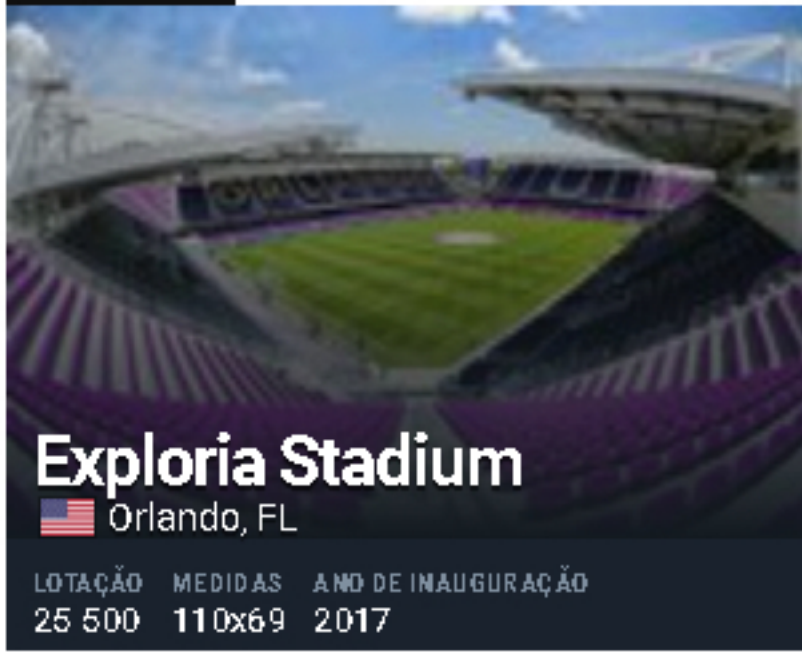 Exploria Stadium
Orlando, FL
LOTAÇÃO MEDIDAS ANO DE INAUGURAÇÃO
25 500 110x69 2017